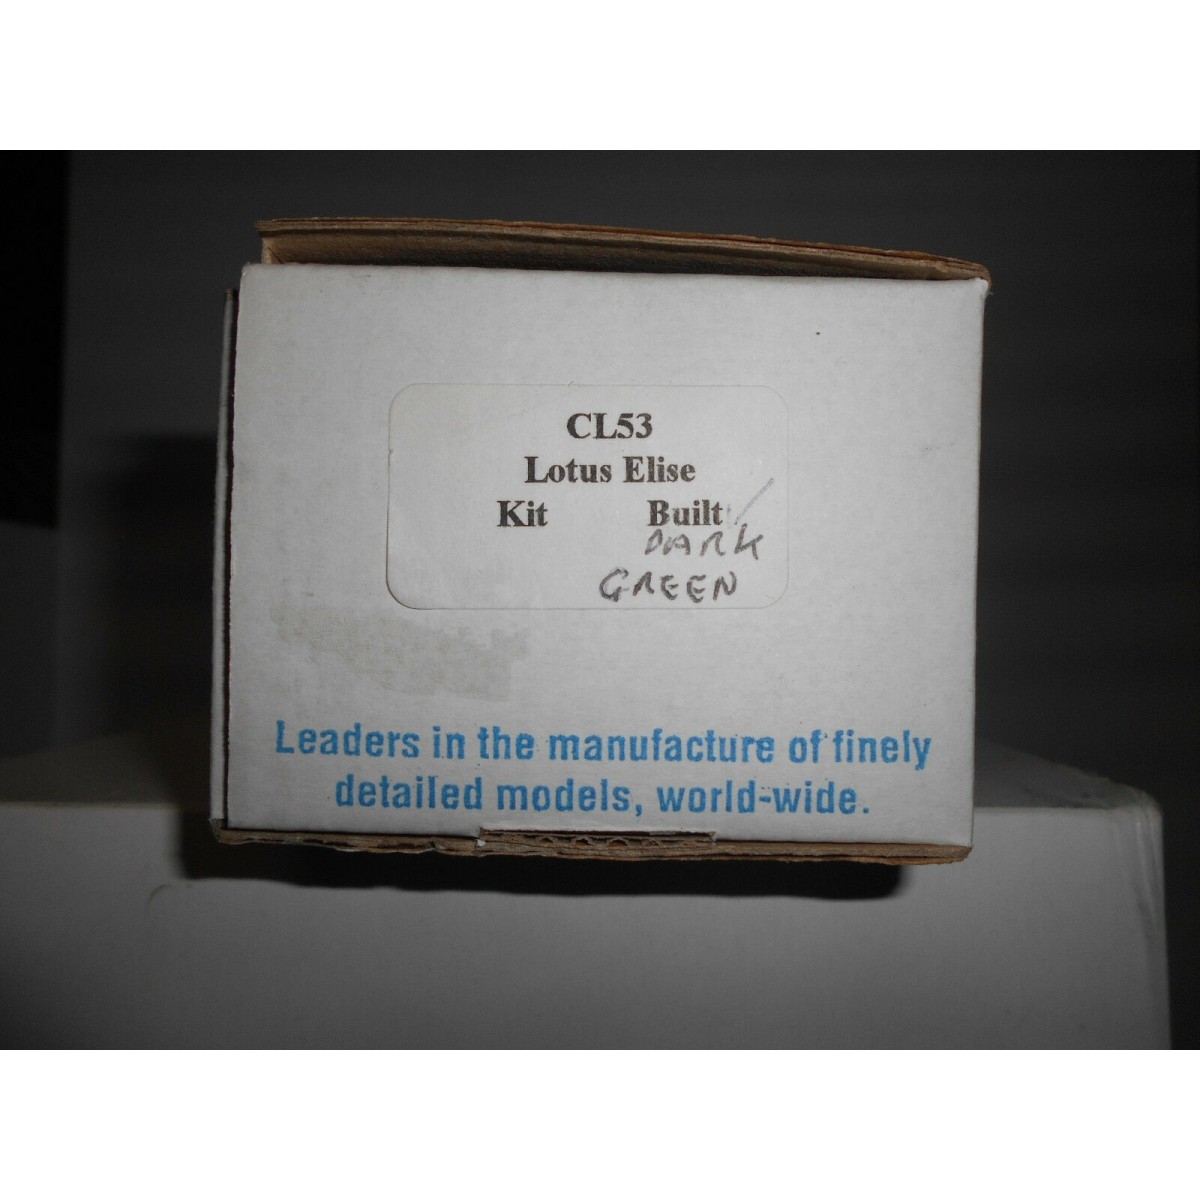 CL53
Lotus Elise
Kit Built ✓
DARK
GREEN
Leaders in the manufacture of finely
detailed models, world-wide.